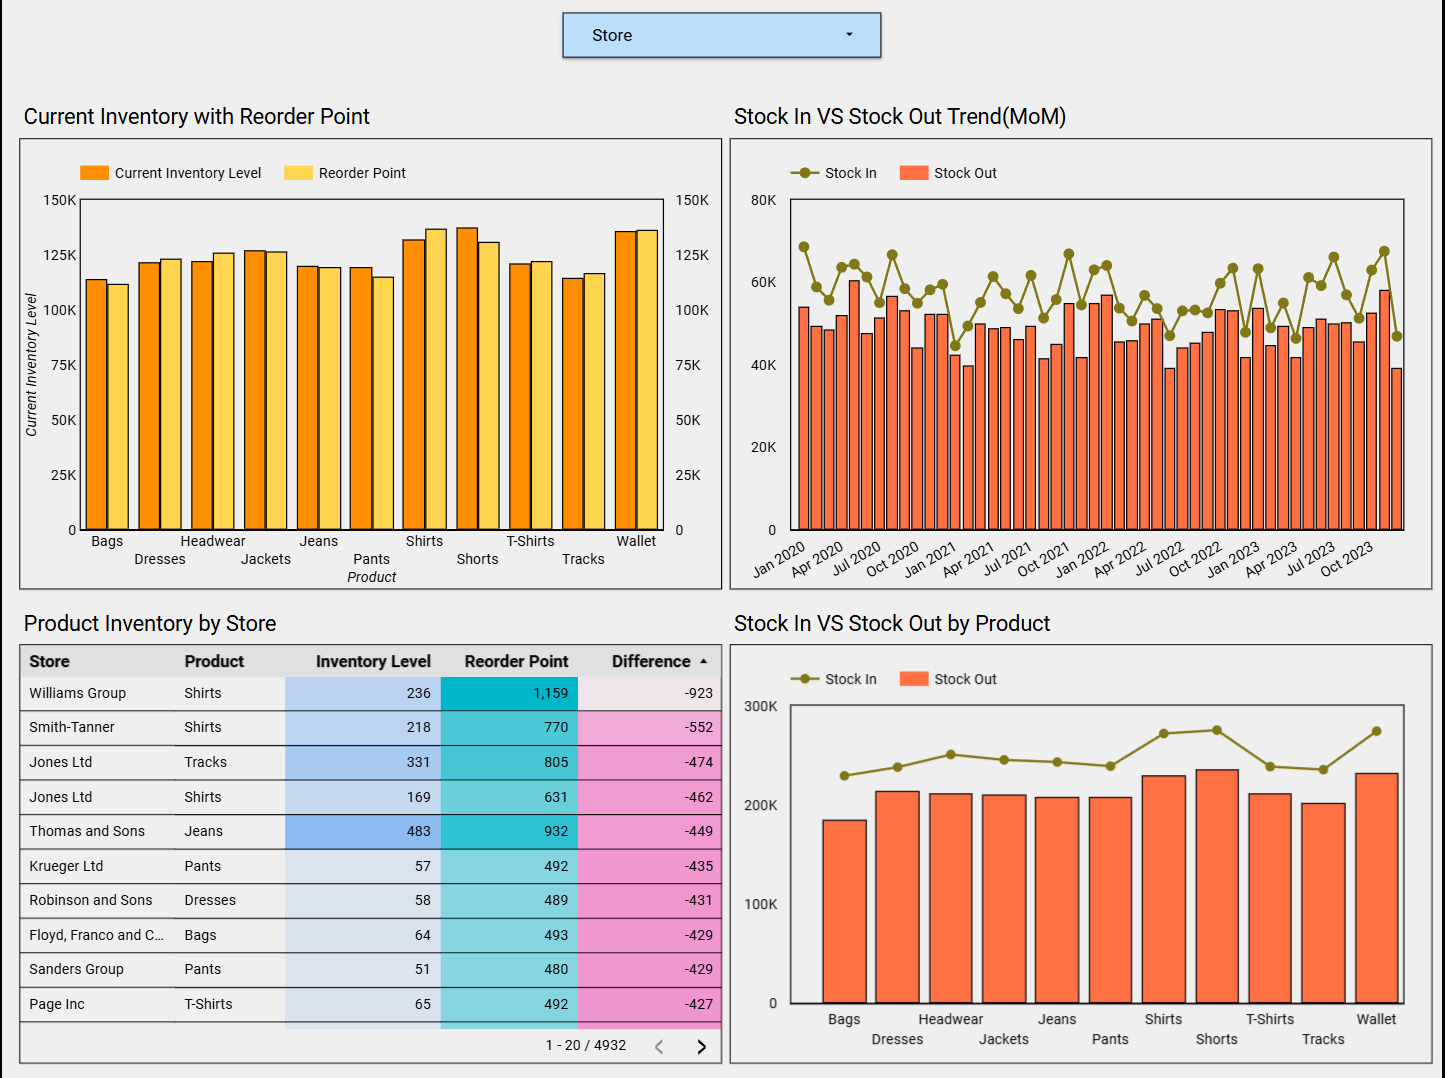 Store
Current Inventory with Reorder Point
Current Inventory Level Reorder Point
150K
125K
100K
75K
50K
25K
0
150K
125K
100K
75K
50K
25K
0
Current Inventory Level
Bags Dresses Headwear Jackets Jeans Pants Shirts Shorts T-Shirts Tracks Wallet
Product
Stock In VS Stock Out Trend(MoM)
Stock In Stock Out
80K
60K
40K
20K
0
Jan 2020 Apr 2020 Jul 2020 Oct 2020 Jan 2021 Apr 2021 Jul 2021 Oct 2021 Jan 2022 Apr 2022 Jul 2022 Oct 2022 Jan 2023 Apr 2023 Jul 2023 Oct 2023
Product Inventory by Store
Store Product Inventory Level Reorder Point Difference
Williams Group Shirts 236 1,159 -923
Smith-Tanner Shirts 218 770 -552
Jones Ltd Tracks 331 805 -474
Jones Ltd Shirts 169 631 -462
Thomas and Sons Jeans 483 932 -449
Krueger Ltd Pants 57 492 -435
Robinson and Sons Dresses 58 489 -431
Floyd, Franco and C... Bags 64 493 -429
Sanders Group Pants 51 480 -429
Page Inc T-Shirts 65 492 -427
1 - 20 / 4932
Stock In VS Stock Out by Product
Stock In Stock Out
300K
200K
100K
0
Bags Dresses Headwear Jackets Jeans Pants Shirts Shorts T-Shirts Tracks Wallet